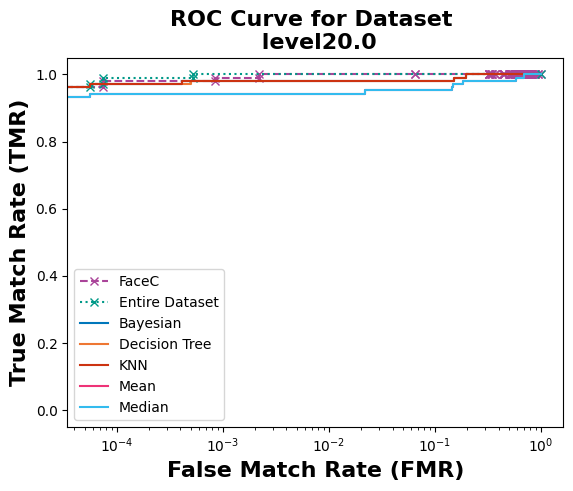 ROC Curve for Dataset
level20.0
True Match Rate (TMR)
1.0
0.8
0.6
0.4
0.2
0.0
FaceC
Entire Dataset
Bayesian
Decision Tree
KNN
Mean
Median
10⁻⁴ 10⁻³ 10⁻² 10⁻¹ 10⁰
False Match Rate (FMR)